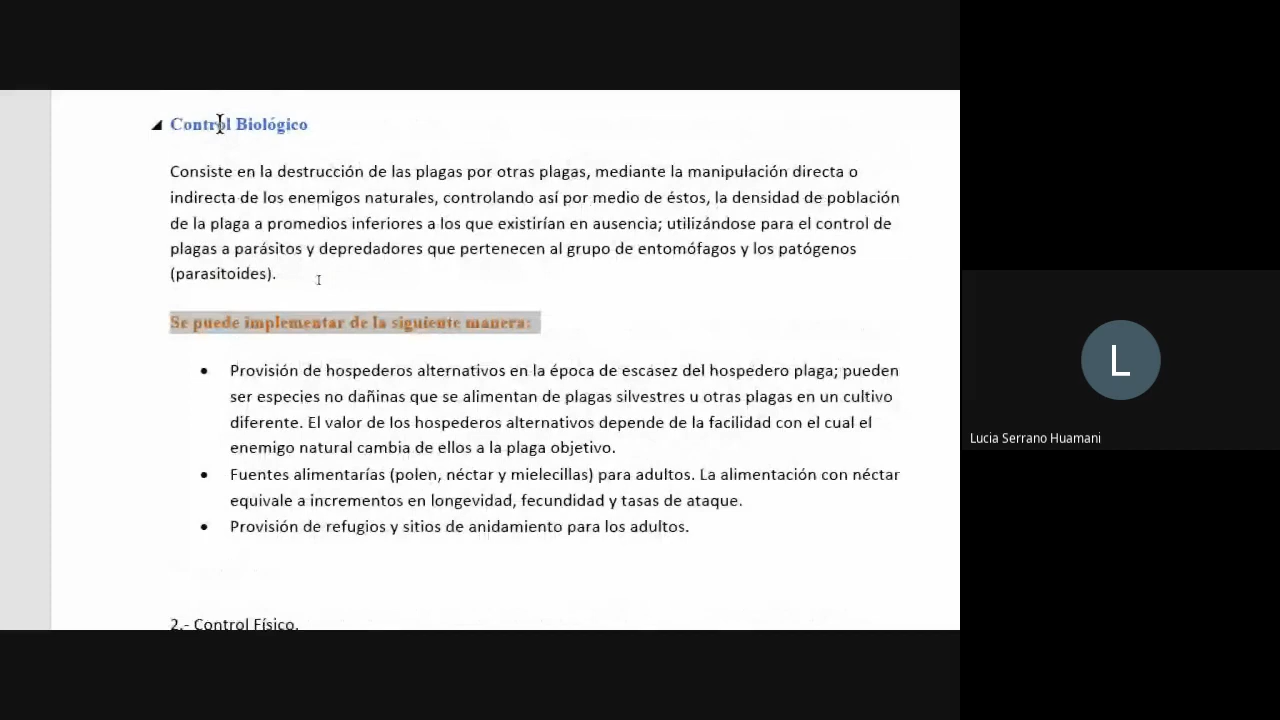 Control Biológico
Consiste en la destrucción de las plagas por otras plagas, mediante la manipulación directa o
indirecta de los enemigos naturales, controlando así por medio de éstos, la densidad de población
de la plaga a promedios inferiores a los que existirían en ausencia; utilizándose para el control de
plagas a parásitos y depredadores que pertenecen al grupo de entomófagos y los patógenos
(parasitoides).
Se puede implementar de la siguiente manera:
• Provisión de hospederos alternativos en la época de escasez del hospedero plaga; pueden
ser especies no dañinas que se alimentan de plagas silvestres u otras plagas en un cultivo
diferente. El valor de los hospederos alternativos depende de la facilidad con el cual el
enemigo natural cambia de ellos a la plaga objetivo.
• Fuentes alimentarías (polen, néctar y mielecillas) para adultos. La alimentación con néctar
equivale a incrementos en longevidad, fecundidad y tasas de ataque.
• Provisión de refugios y sitios de anidamiento para los adultos.
2.- Control Físico.
L
Lucia Serrano Huamani